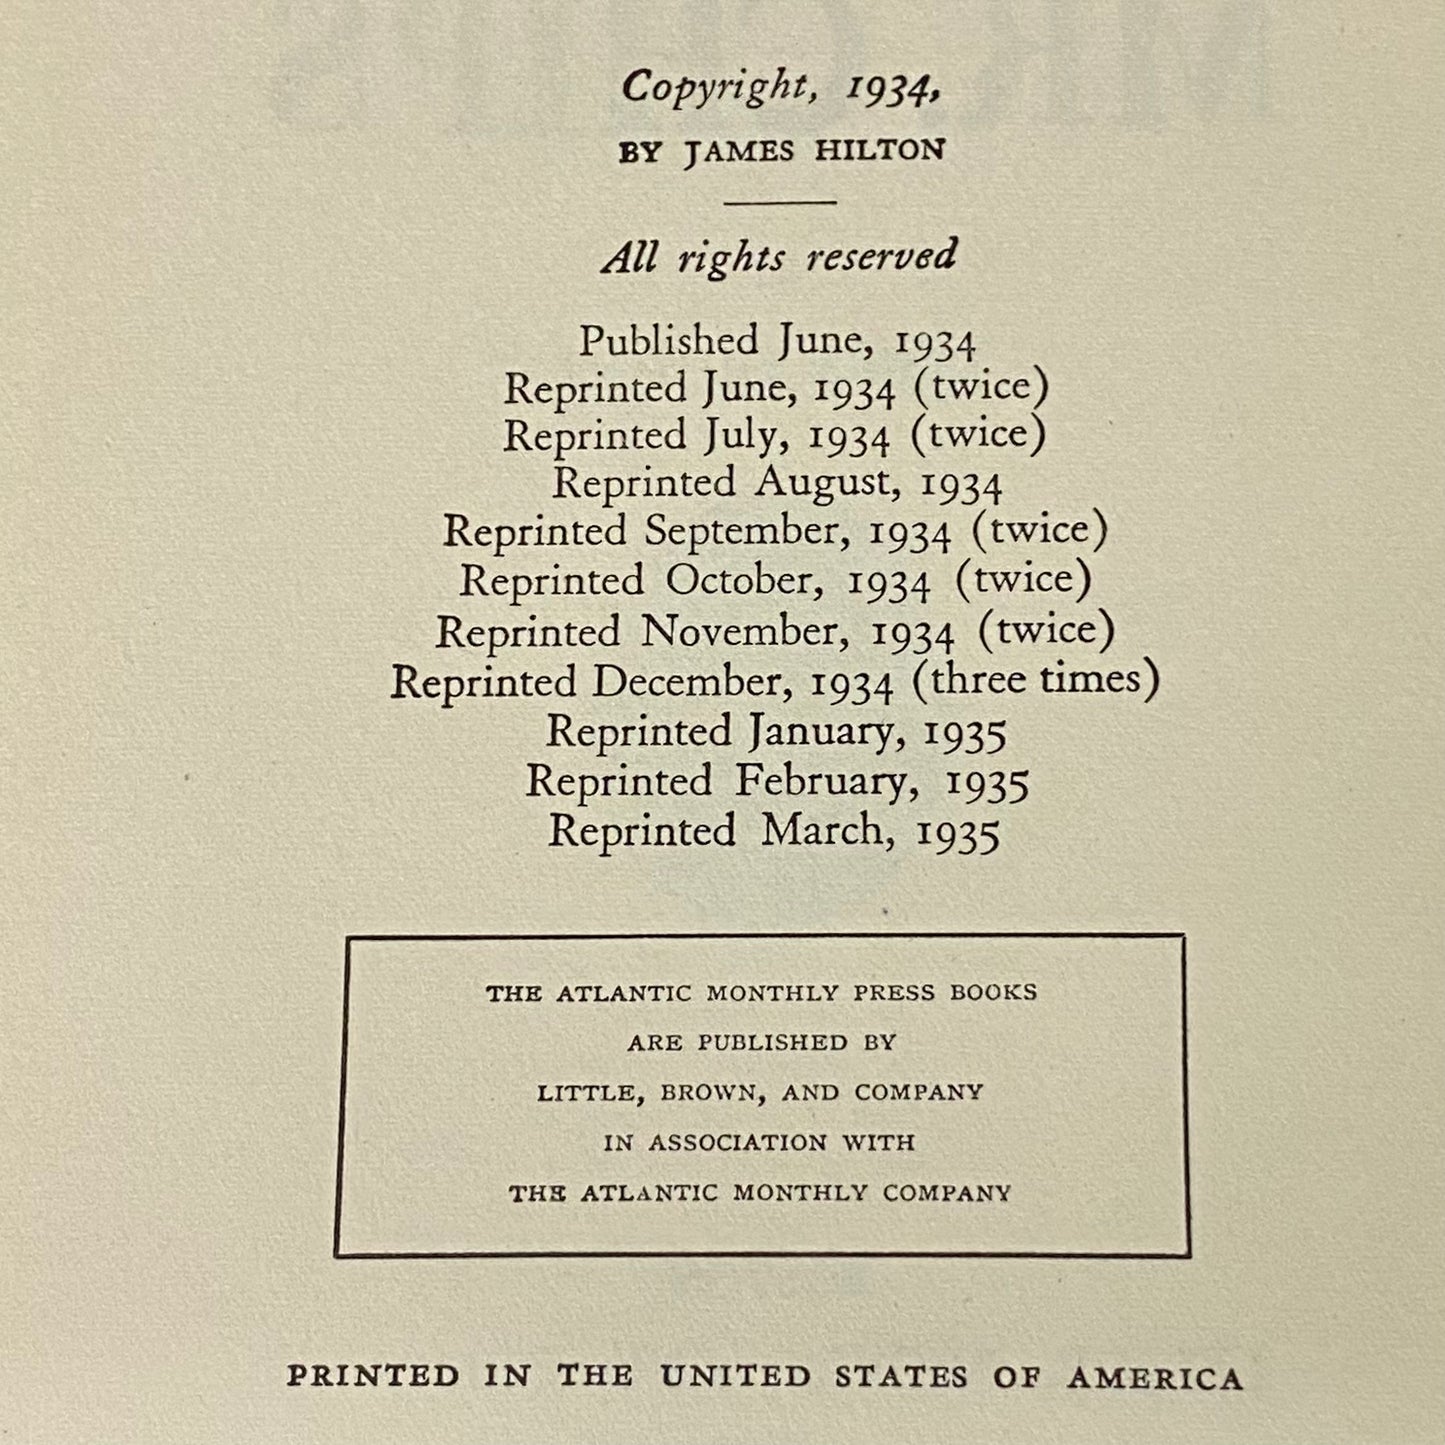 Copyright, 1934,
BY JAMES HILTON
All rights reserved
Published June, 1934
Reprinted June, 1934 (twice)
Reprinted July, 1934 (twice)
Reprinted August, 1934
Reprinted September, 1934 (twice)
Reprinted October, 1934 (twice)
Reprinted November, 1934 (twice)
Reprinted December, 1934 (three times)
Reprinted January, 1935
Reprinted February, 1935
Reprinted March, 1935
THE ATLANTIC MONTHLY PRESS BOOKS
ARE PUBLISHED BY
LITTLE, BROWN, AND COMPANY
IN ASSOCIATION WITH
THE ATLANTIC MONTHLY COMPANY
PRINTED IN THE UNITED STATES OF AMERICA